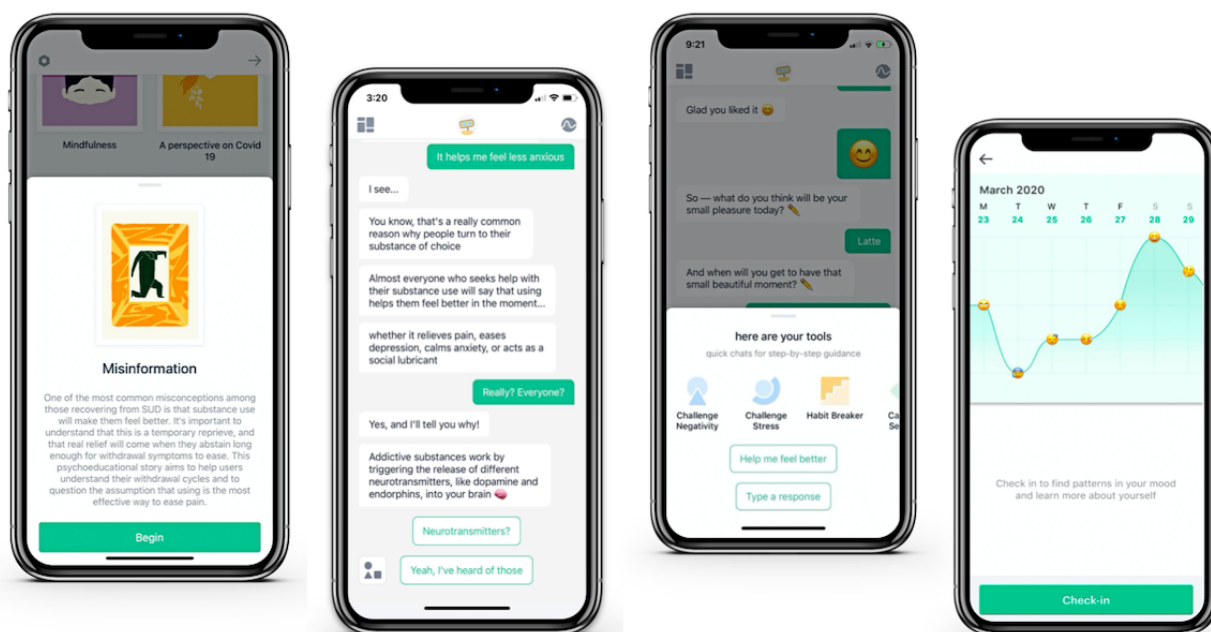 Mindfulness
A perspective on Covid
19
Misinformation
One of the most common misconceptions among
those recovering from SUD is that substance use
will make them feel better. It's important to
understand that this is a temporary reprieve, and
that real relief will come when they abstain long
enough for withdrawal symptoms to ease. This
psychoeducational story aims to help users
understand their withdrawal cycles and to
question the assumption that using is the most
effective way to ease pain.
Begin
3:20
It helps me feel less anxious
I see...
You know, that's a really common
reason why people turn to their
substance of choice
Almost everyone who seeks help with
their substance use will say that using
helps them feel better in the moment...
whether it relieves pain, eases
depression, calms anxiety, or acts as a
social lubricant
Really? Everyone?
Yes, and I'll tell you why!
Addictive substances work by
triggering the release of different
neurotransmitters, like dopamine and
endorphins, into your brain 🧠
Neurotransmitters?
Yeah, I've heard of those
9:21
Glad you liked it 😊
So — what do you think will be your
small pleasure today? ✏️
Latte
And when will you get to have that
small beautiful moment? ✏️
here are your tools
quick chats for step-by-step guidance
Challenge
Negativity
Challenge
Stress
Habit Breaker
Ca
Se
Help me feel better
Type a response
March 2020
M T W T F S S
23 24 25 26 27 28 29
Check in to find patterns in your mood
and learn more about yourself
Check-in